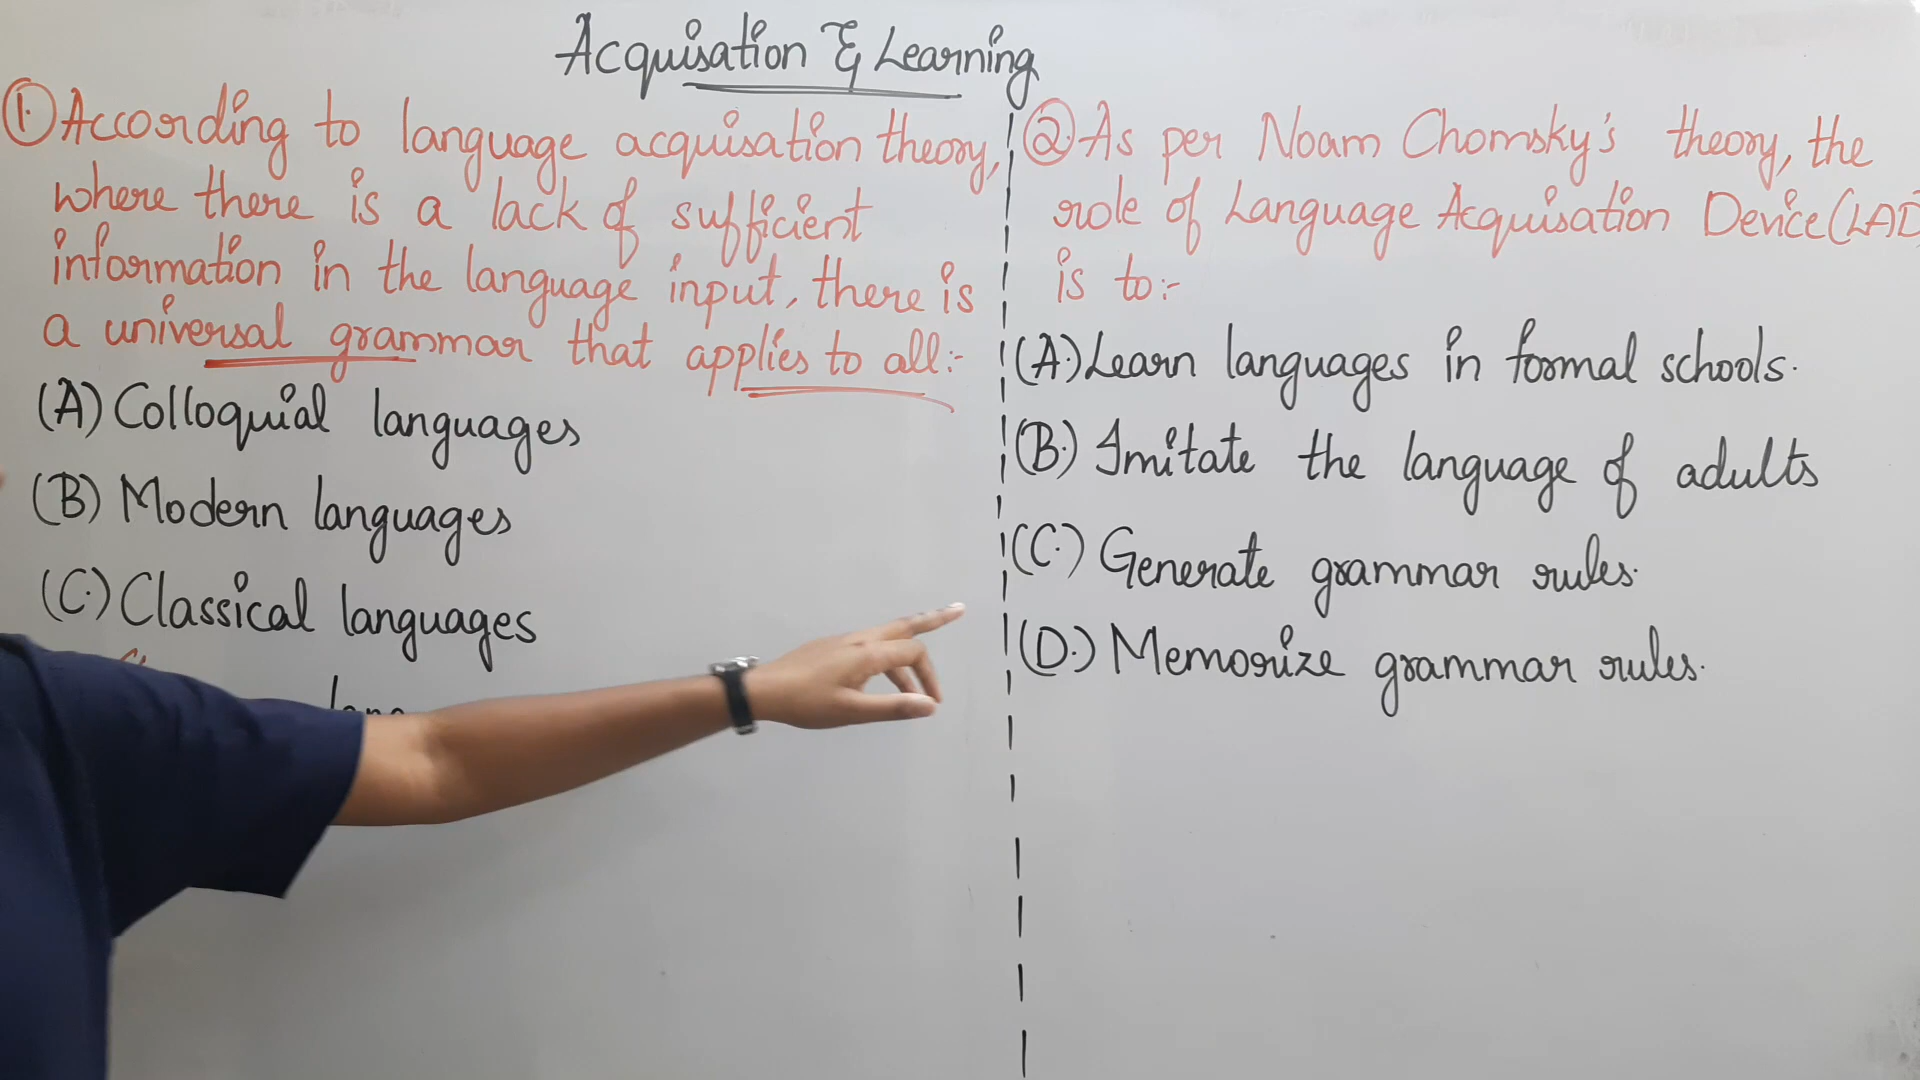 Acquisation & Learning
① According to language acquisation theory,
where there is a lack of sufficient
information in the language input, there is
a universal grammar that applies to all:-
(A) Colloquial languages
(B) Modern languages
(C.) Classical languages
② As per Noam Chomsky's theory, the
role of Language Acquisation Device (LAD
is to:-
(A.) Learn languages in formal schools.
(B.) Imitate the language of adults
(C.) Generate grammar rules.
(D.) Memorize grammar rules.